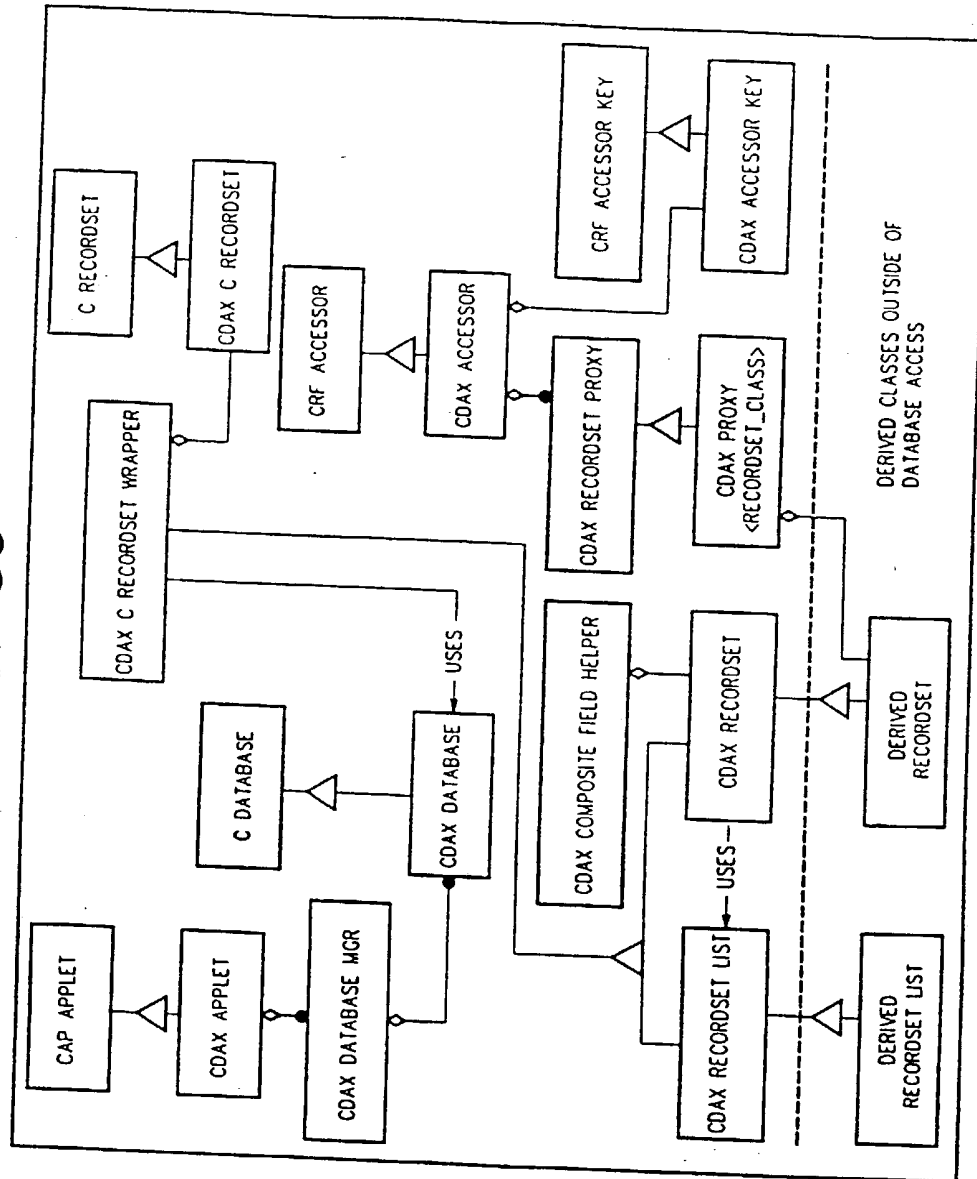 CAP APPLET
CDAX APPLET
CDAX DATABASE MGR
C DATABASE
CDAX DATABASE
USES
CDAX C RECORDSET WRAPPER
C RECORDSET
CDAX C RECORDSET
CRF ACCESSOR
CDAX ACCESSOR
CDAX RECORDSET LIST
USES
CDAX COMPOSITE FIELD HELPER
CDAX RECORDSET
CDAX RECORDSET PROXY
CDAX PROXY
<RECORDSET_CLASS>
CRF ACCESSOR KEY
CDAX ACCESSOR KEY
DERIVED
RECORDSET LIST
DERIVED
RECORDSET
DERIVED CLASSES OUTSIDE OF
DATABASE ACCESS